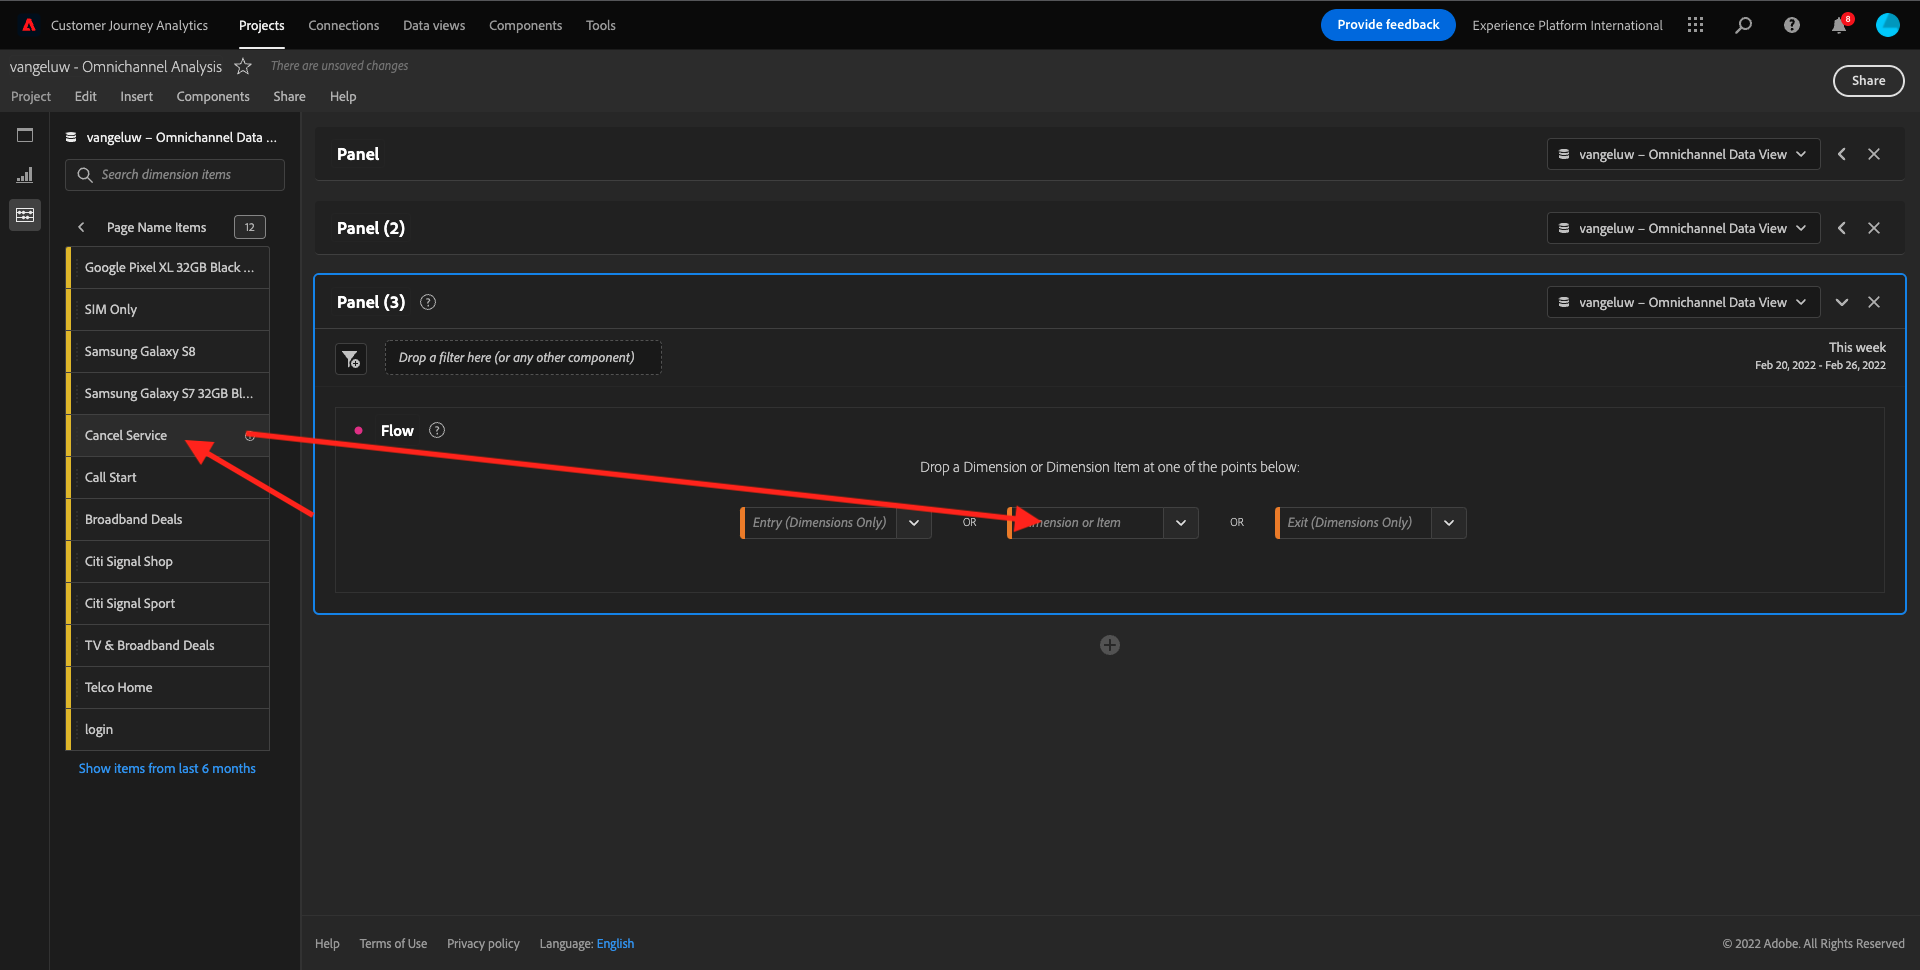 Customer Journey Analytics
Projects
Connections
Data views
Components
Tools
Provide feedback
Experience Platform International
8
vangeluw - Omnichannel Analysis
There are unsaved changes
Project
Edit
Insert
Components
Share
Help
Share
vangeluw – Omnichannel Data ...
Search dimension items
Page Name Items
12
Google Pixel XL 32GB Black ...
SIM Only
Samsung Galaxy S8
Samsung Galaxy S7 32GB Bl...
Cancel Service
Call Start
Broadband Deals
Citi Signal Shop
Citi Signal Sport
TV & Broadband Deals
Telco Home
login
Show items from last 6 months
Panel
vangeluw – Omnichannel Data View
Panel (2)
vangeluw – Omnichannel Data View
Panel (3)
vangeluw – Omnichannel Data View
Drop a filter here (or any other component)
This week
Feb 20, 2022 - Feb 26, 2022
Flow
Drop a Dimension or Dimension Item at one of the points below:
Entry (Dimensions Only)
OR
or Item
OR
Exit (Dimensions Only)
Help
Terms of Use
Privacy policy
Language: English
© 2022 Adobe. All Rights Reserved